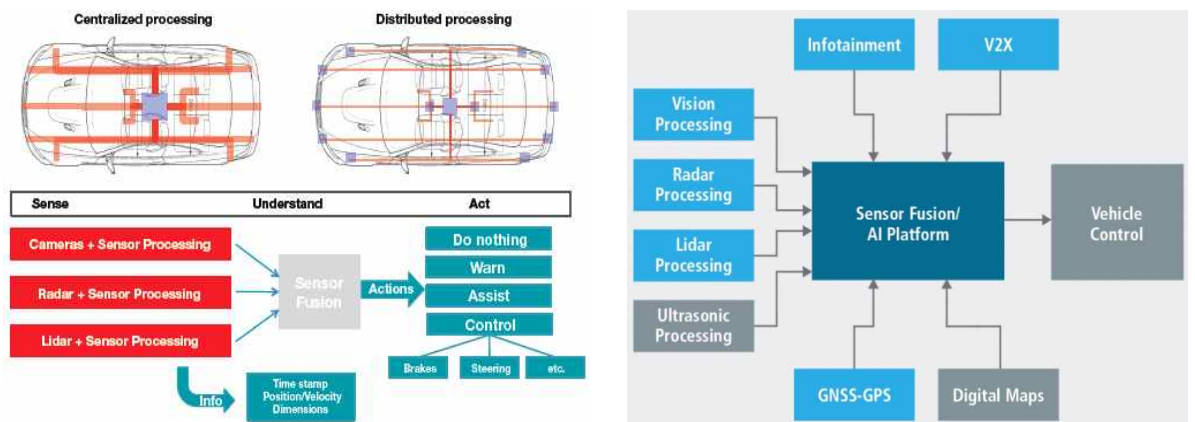 Centralized processing
Distributed processing
Sense
Understand
Act
Cameras + Sensor Processing
Radar + Sensor Processing
Lidar + Sensor Processing
Sensor
Fusion
Actions
Do nothing
Warn
Assist
Control
Brakes
Steering
etc.
Info
Time stamp
Position/Velocity
Dimensions
Infotainment
V2X
Vision
Processing
Radar
Processing
Lidar
Processing
Ultrasonic
Processing
Sensor Fusion/
AI Platform
Vehicle
Control
GNSS-GPS
Digital Maps